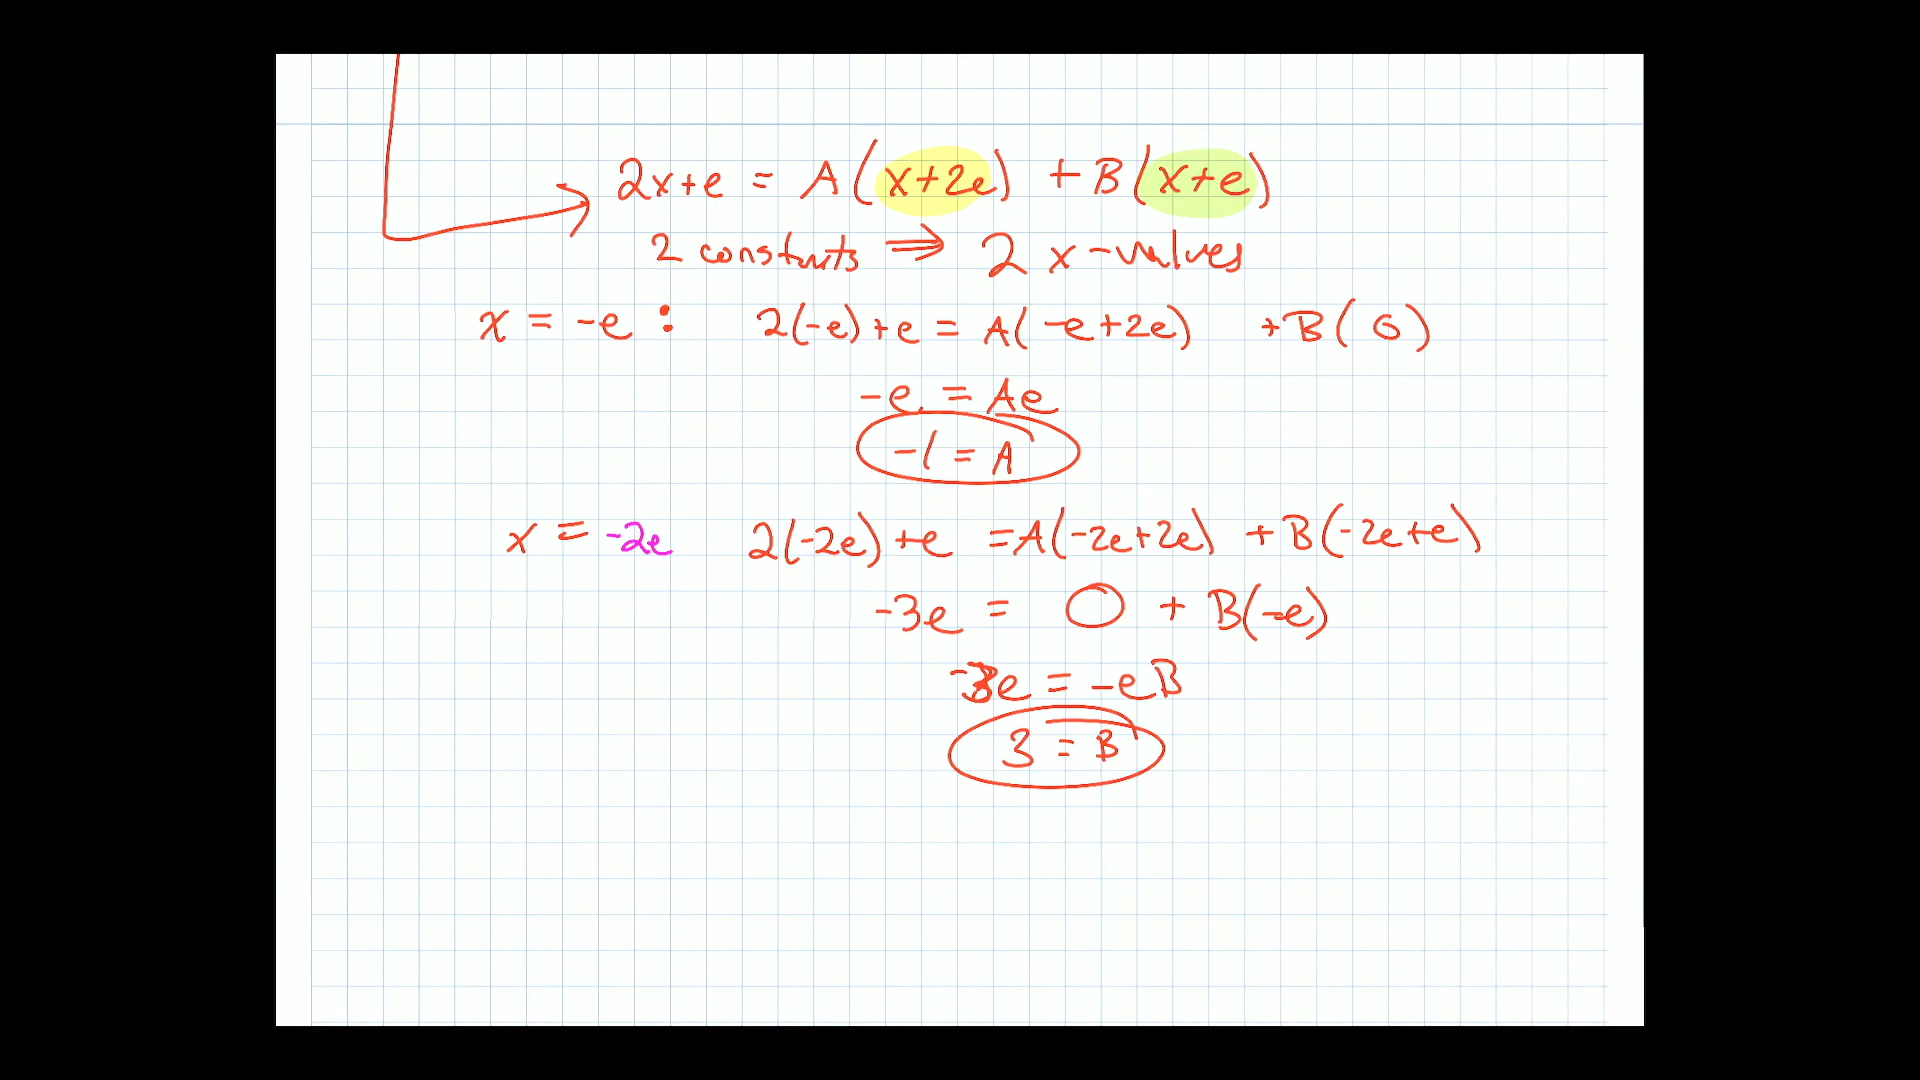 2x+e = A(x+2e) + B(x+e)
2 constants ⇒ 2 x-values
x = -e : 2(-e)+e = A(-e+2e) +B(0)
-e = Ae
-1 = A
x = -2e 2(-2e)+e =A(-2e+2e) +B(-2e+e)
-3e = 0 + B(-e)
-3e = -eB
3 = B